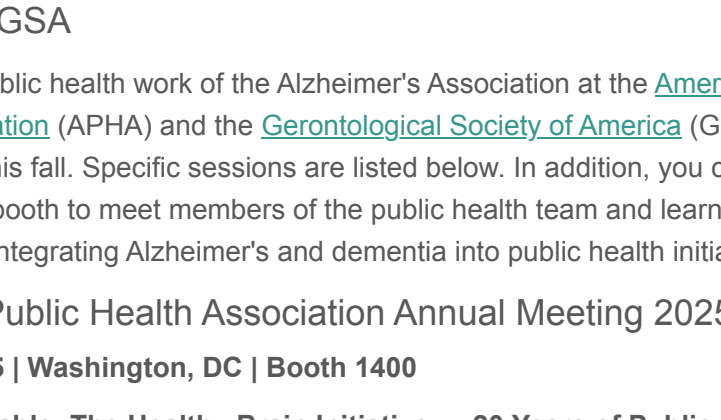 GSA
blic health work of the Alzheimer's Association at the Amer
ation (APHA) and the Gerontological Society of America (G
is fall. Specific sessions are listed below. In addition, you c
booth to meet members of the public health team and learn
ntegrating Alzheimer's and dementia into public health initia
Public Health Association Annual Meeting 2025
5 | Washington, DC | Booth 1400